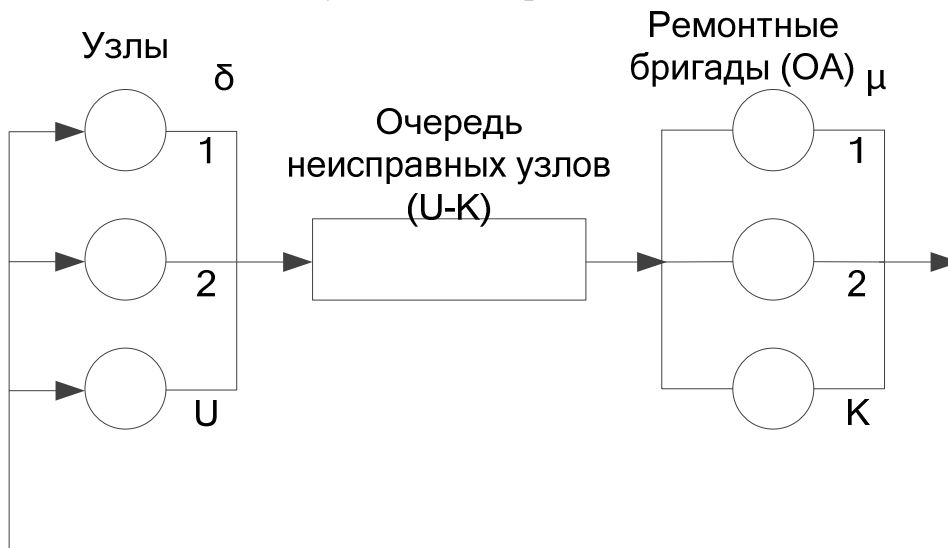 Узлы
δ
1
2
U
Очередь
неисправных узлов
(U-K)
Ремонтные
бригады (ОА)
μ
1
2
K